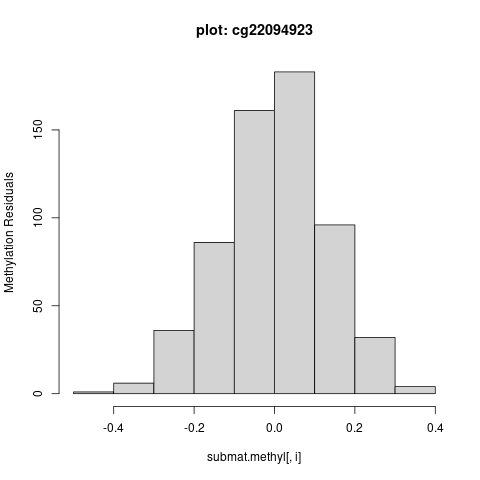 plot: cg22094923
Methylation Residuals
150
100
50
0
-0.4 -0.2 0.0 0.2 0.4
submat.methyl[, i]